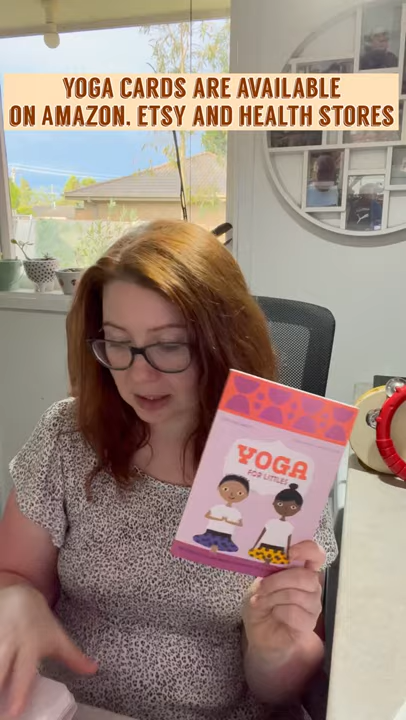 YOGA CARDS ARE AVAILABLE
ON AMAZON, ETSY AND HEALTH STORES
YOGA
FOR LITTLES